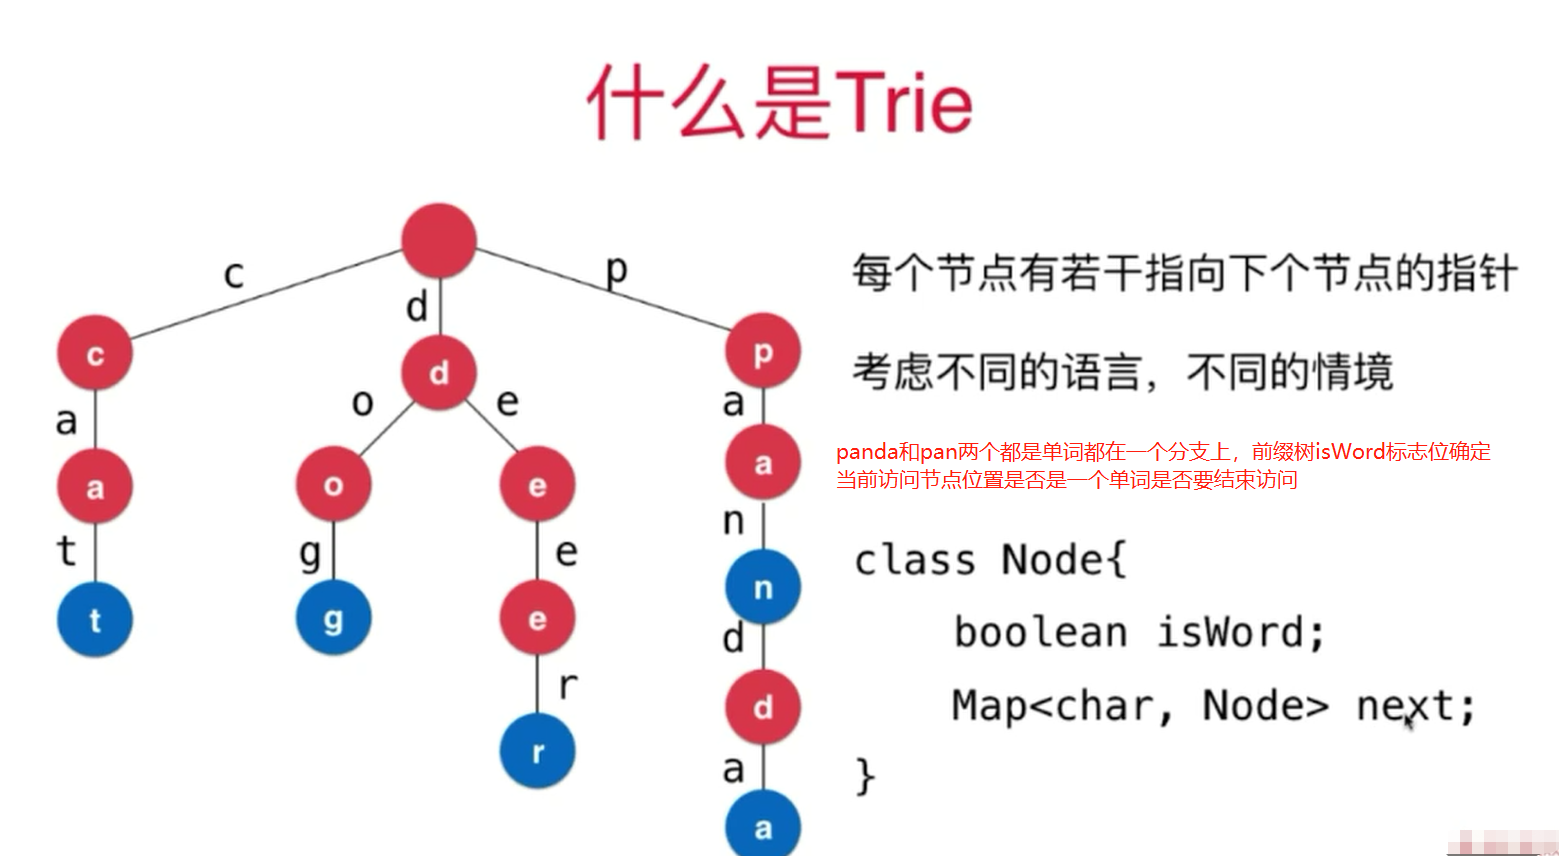 什么是Trie
c
d
p
c
d
p
o
e
a
a
a
o
e
a
n
t
g
e
t
g
e
n
d
r
d
r
a
a
每个节点有若干指向下个节点的指针
考虑不同的语言，不同的情境
panda和pan两个都是单词都在一个分支上，前缀树isWord标志位确定
当前访问节点位置是否是一个单词是否要结束访问
class Node{
boolean isWord;
Map<char, Node> next;
}